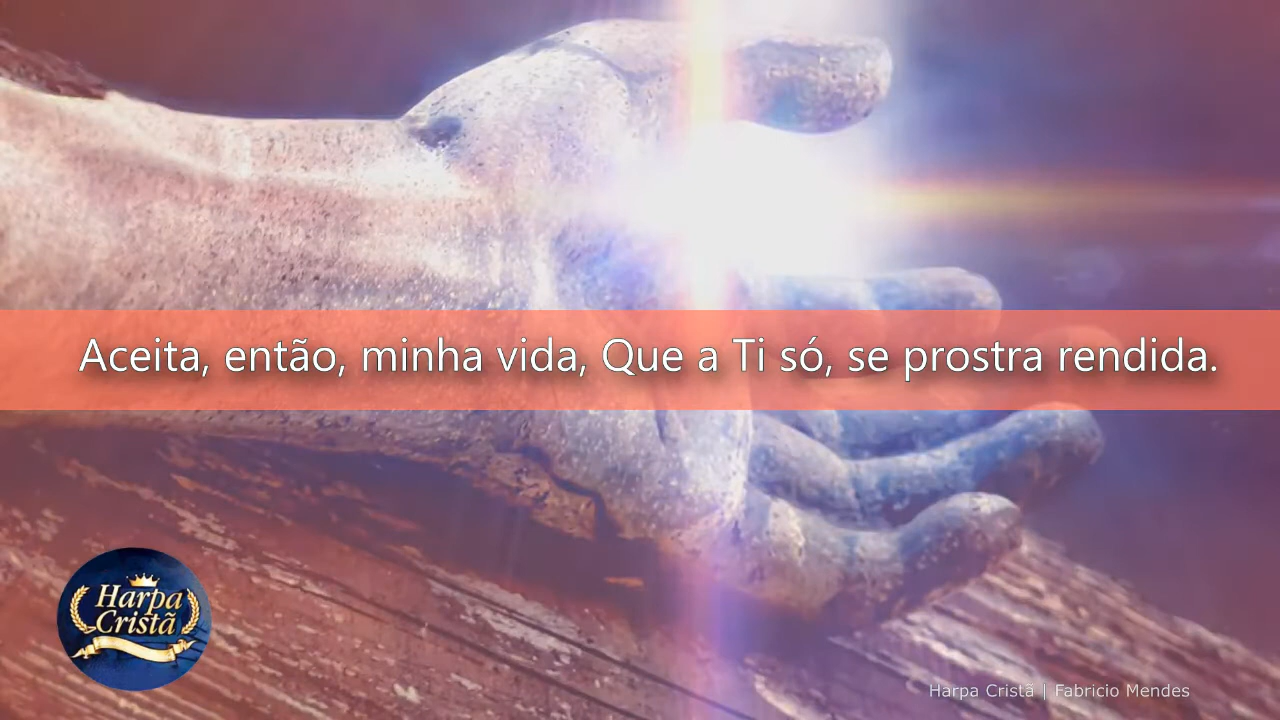 Aceita, então, minha vida, Que a Ti só, se prostra rendida.
Harpa
Cristã
Harpa Cristã | Fabricio Mendes